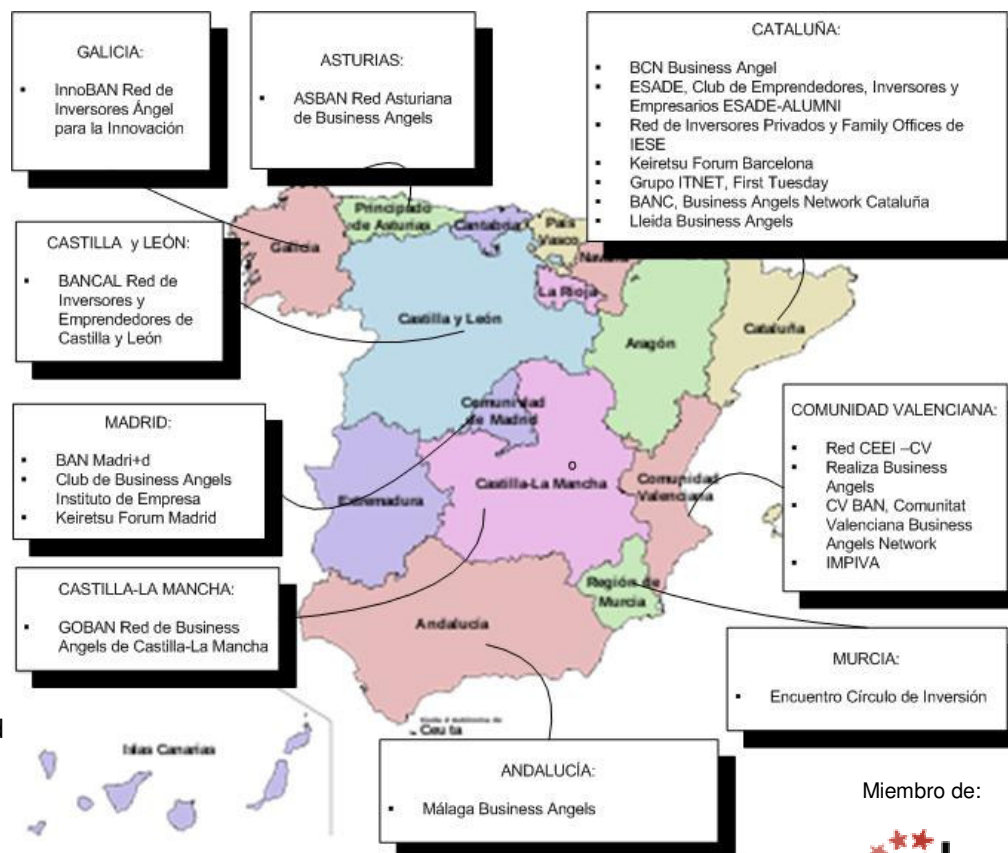 GALICIA:
▪ InnoBAN Red de
Inversores Ángel
para la Innovación
ASTURIAS:
▪ ASBAN Red Asturiana
de Business Angels
CATALUÑA:
▪ BCN Business Angel
▪ ESADE, Club de Emprendedores, Inversores y
Empresarios ESADE-ALUMNI
▪ Red de Inversores Privados y Family Offices de
IESE
▪ Keiretsu Forum Barcelona
▪ Grupo ITNET, First Tuesday
▪ BANC, Business Angels Network Cataluña
▪ Lleida Business Angels
CASTILLA y LEÓN:
▪ BANCAL Red de
Inversores y
Emprendedores de
Castilla y León
Galicia
Principado
de Asturias
Cantabria
País
Vasco
La Rioja
Castilla y León
Aragón
Cataluña
MADRID:
▪ BAN Madri+d
▪ Club de Business Angels
Instituto de Empresa
▪ Keiretsu Forum Madrid
Comunidad
de Madrid
Extremadura
Castilla-La Mancha
Comunidad
Valenciana
COMUNIDAD VALENCIANA:
▪ Red CEEI –CV
▪ Realiza Business
Angels
▪ CV BAN, Comunitat
Valenciana Business
Angels Network
▪ IMPIVA
CASTILLA-LA MANCHA:
▪ GOBAN Red de Business
Angels de Castilla-La Mancha
Región de
Murcia
Andalucía
MURCIA:
▪ Encuentro Círculo de Inversión
Ceuta
Islas Canarias
ANDALUCÍA:
▪ Málaga Business Angels
Miembro de: